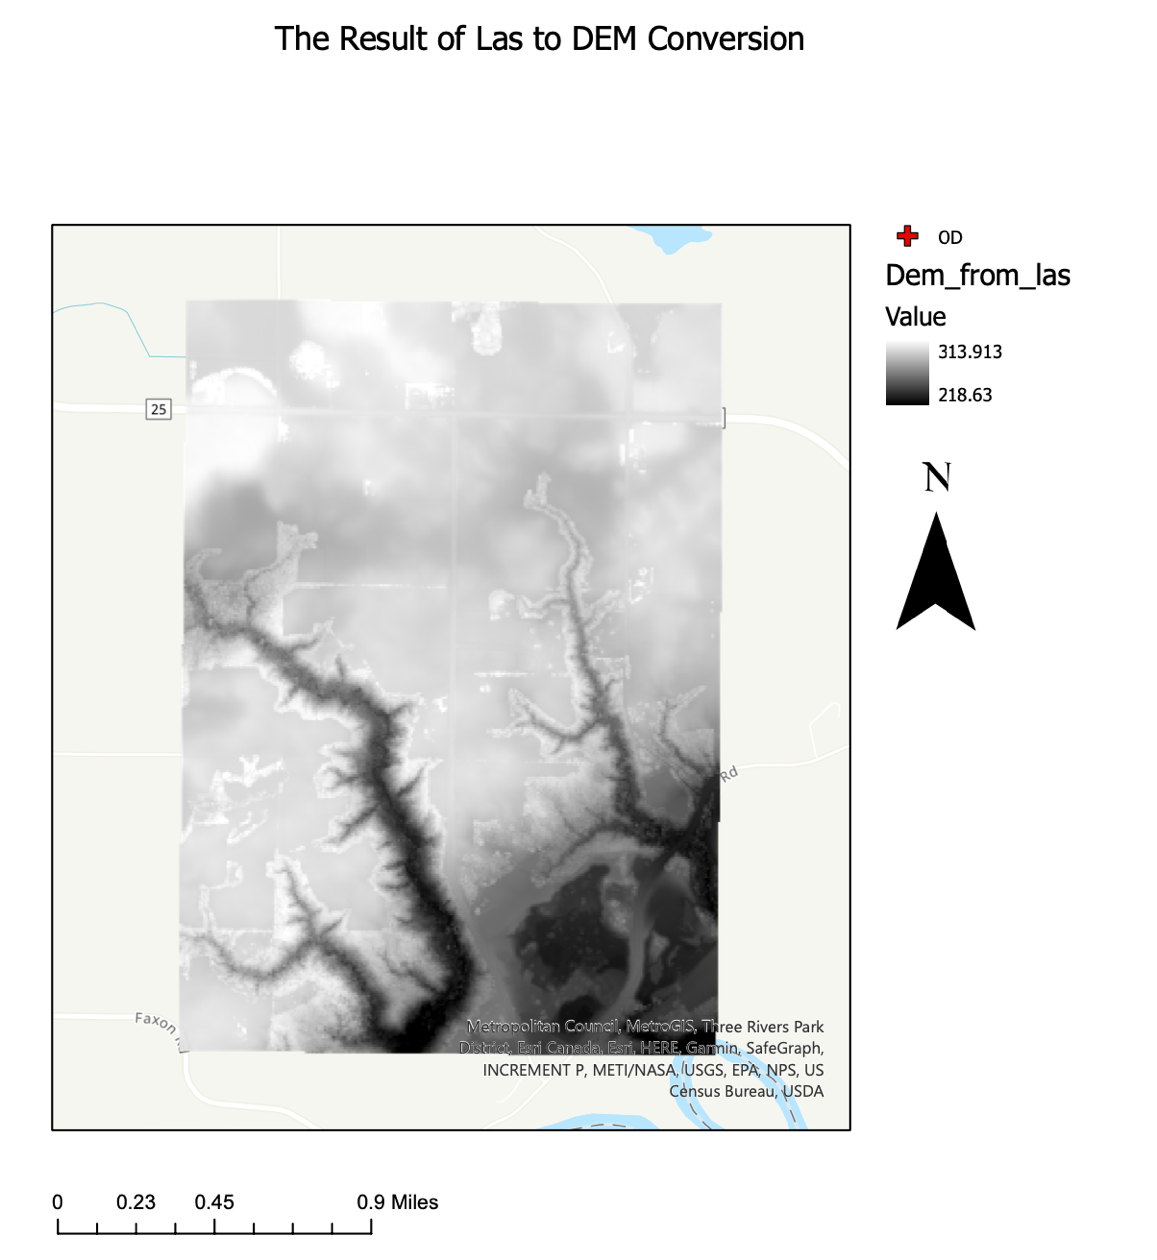 The Result of Las to DEM Conversion
OD
Dem_from_las
Value
313.913
218.63
N
25
Rd
Faxon
Metropolitan Council, MetroGIS, Three Rivers Park
District, Esri Canada, Esri, HERE, Garmin, SafeGraph,
INCREMENT P, METI/NASA, USGS, EPA, NPS, US
Census Bureau, USDA
0 0.23 0.45 0.9 Miles